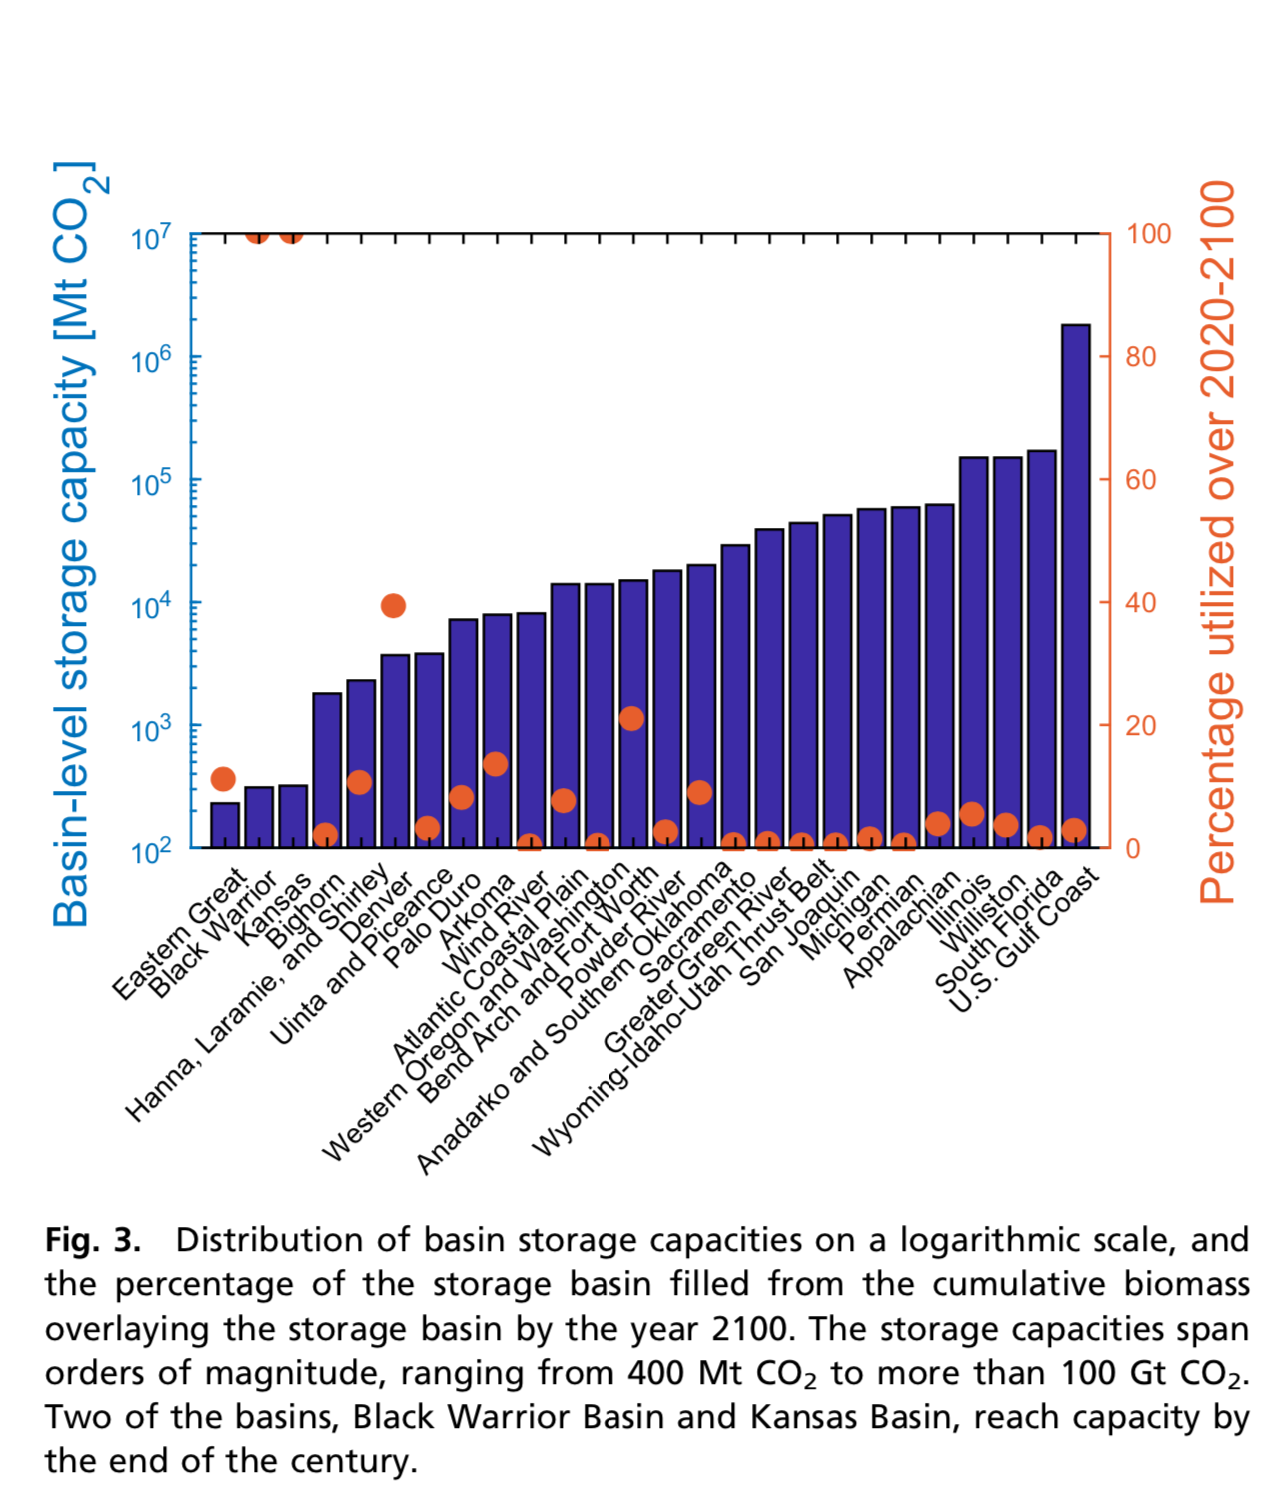 Basin-level storage capacity [Mt CO2]
10^7
10^6
10^5
10^4
10^3
10^2
100
80
60
40
20
0
Percentage utilized over 2020-2100
Eastern Great
Black Warrior
Kansas
Bighorn
Hanna, Laramie, and Shirley
Denver
Uinta and Piceance
Palo Duro
Arkoma
Wind River
Atlantic Coastal Plain
Western Oregon and Washington
Bend Arch and Fort Worth
Powder River
Anadarko and Southern Oklahoma
Sacramento
Greater Green River
Wyoming-Idaho-Utah Thrust Belt
San Joaquin
Michigan
Permian
Appalachian
Illinois
Williston
South Florida
U.S. Gulf Coast
Fig. 3. Distribution of basin storage capacities on a logarithmic scale, and
the percentage of the storage basin filled from the cumulative biomass
overlaying the storage basin by the year 2100. The storage capacities span
orders of magnitude, ranging from 400 Mt CO₂ to more than 100 Gt CO₂.
Two of the basins, Black Warrior Basin and Kansas Basin, reach capacity by
the end of the century.